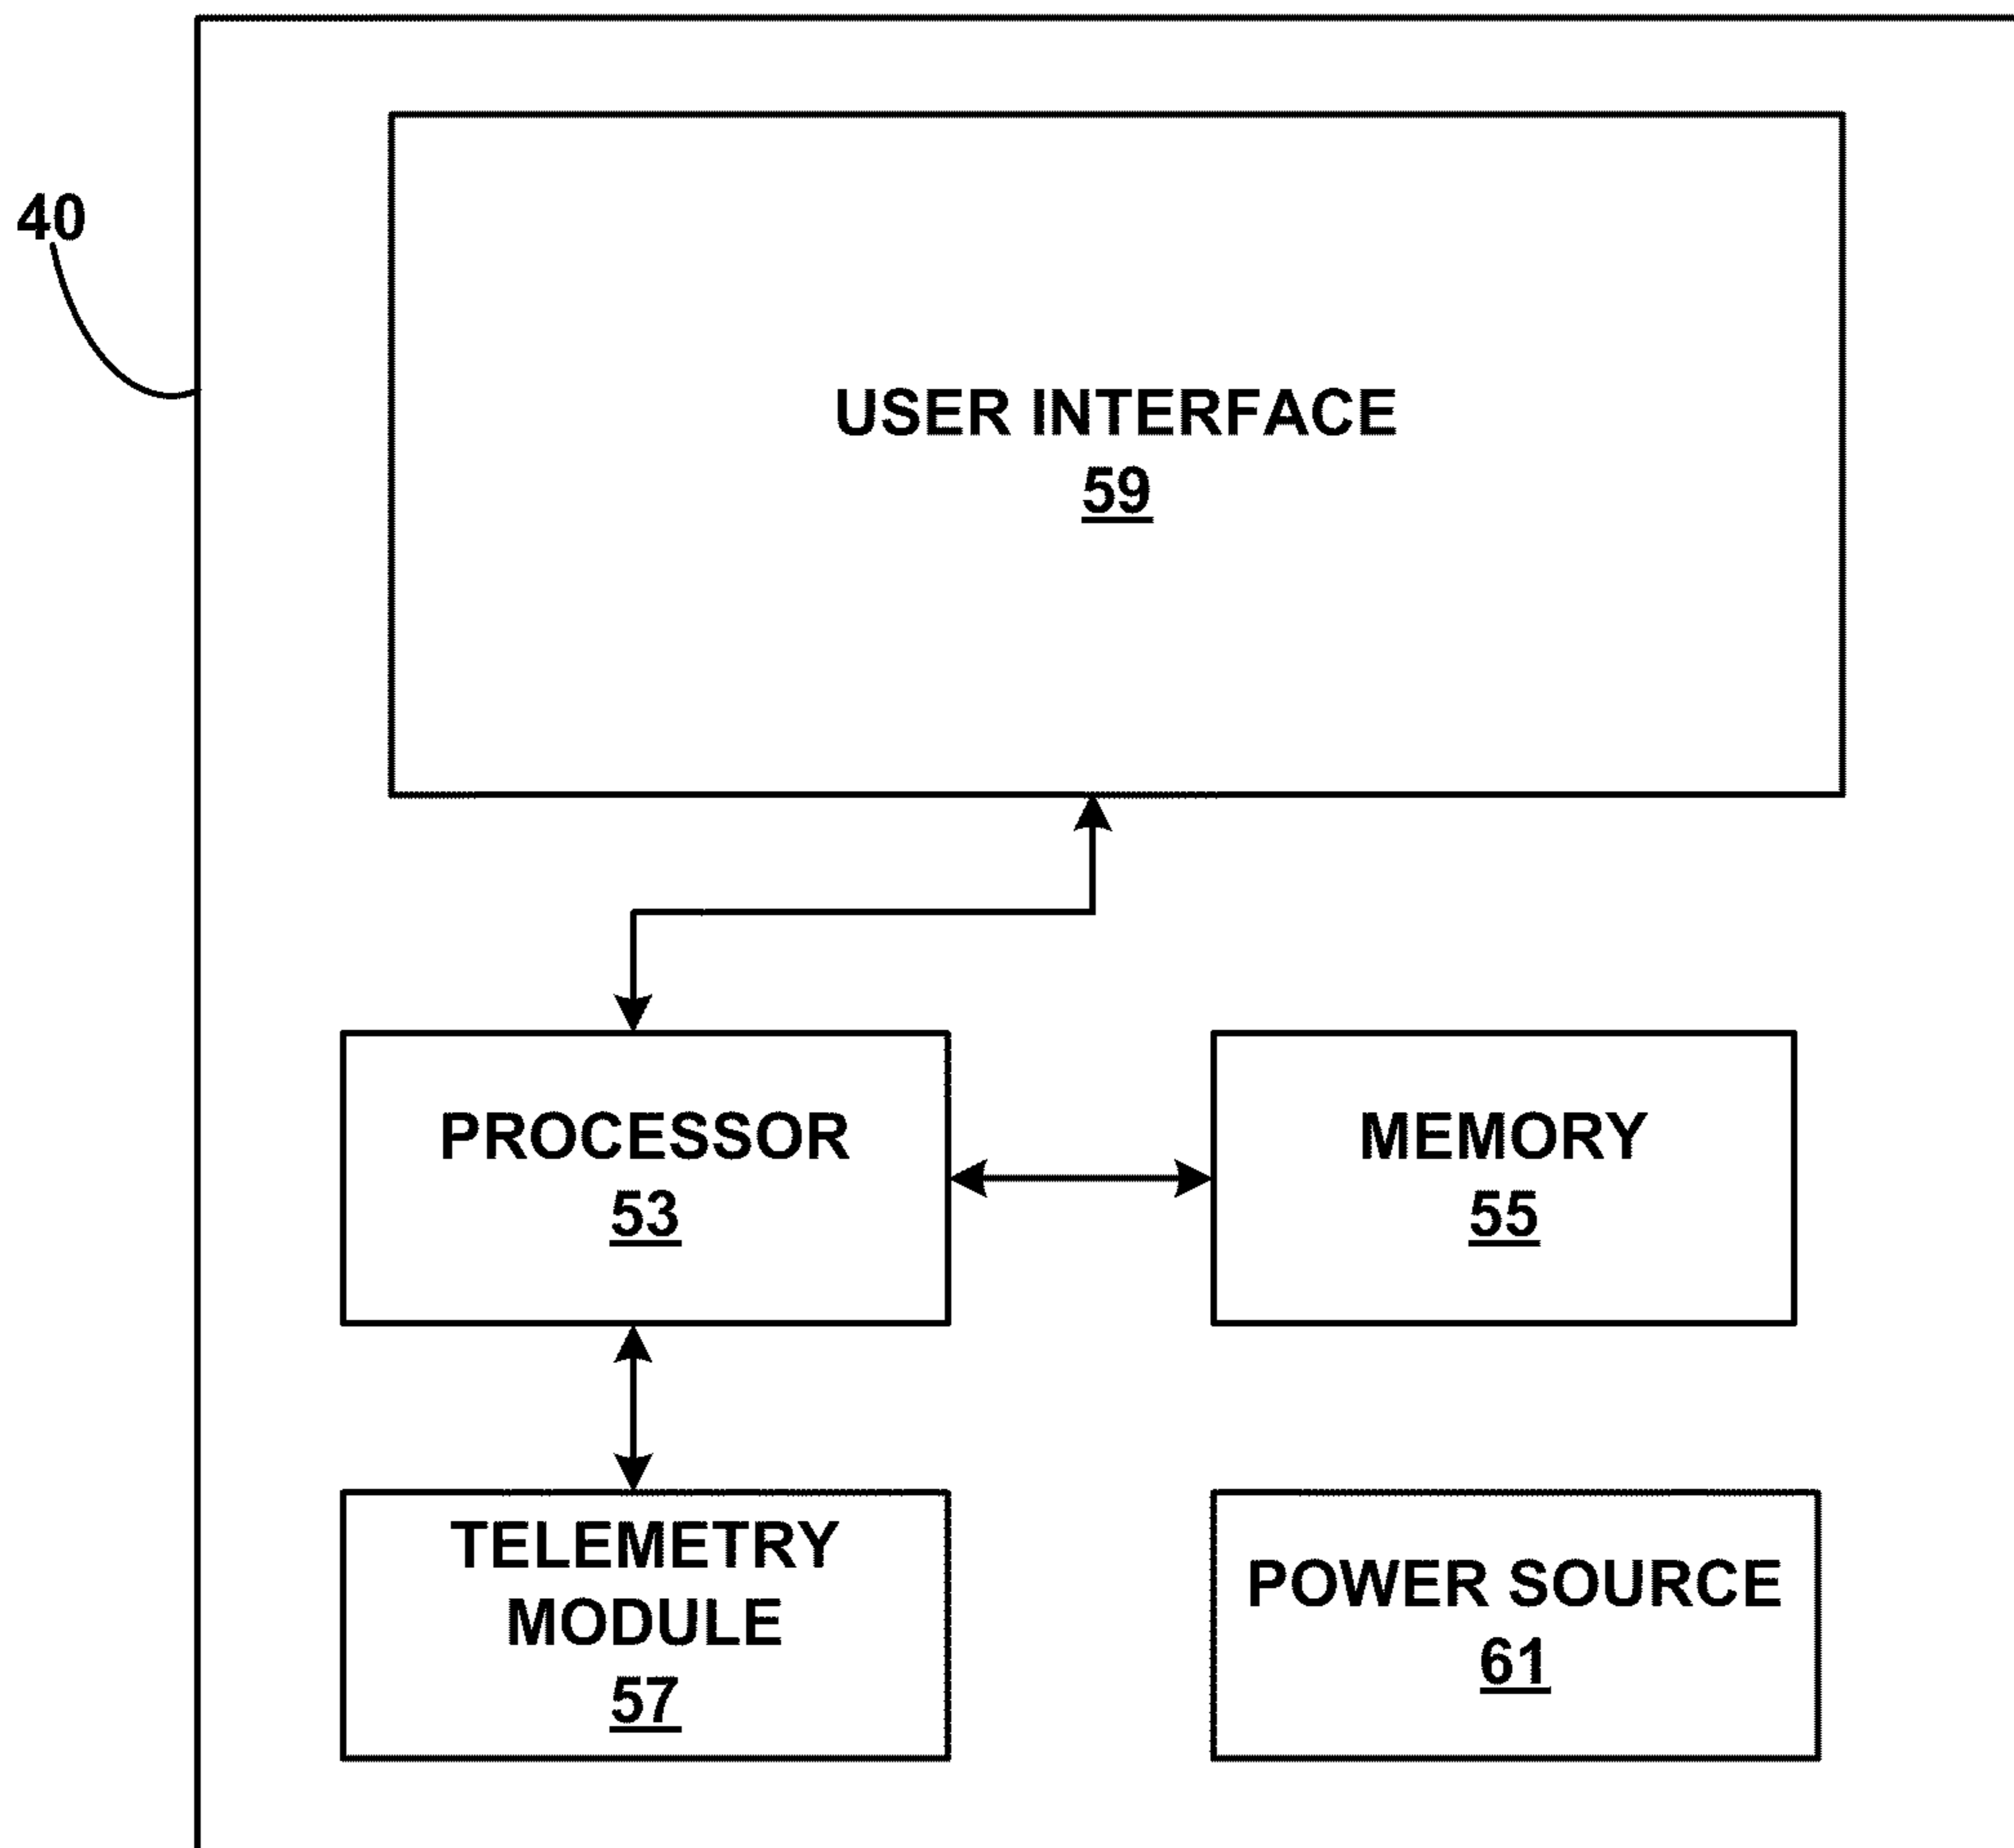 40
USER INTERFACE
59
PROCESSOR
53
MEMORY
55
TELEMETRY
MODULE
57
POWER SOURCE
61